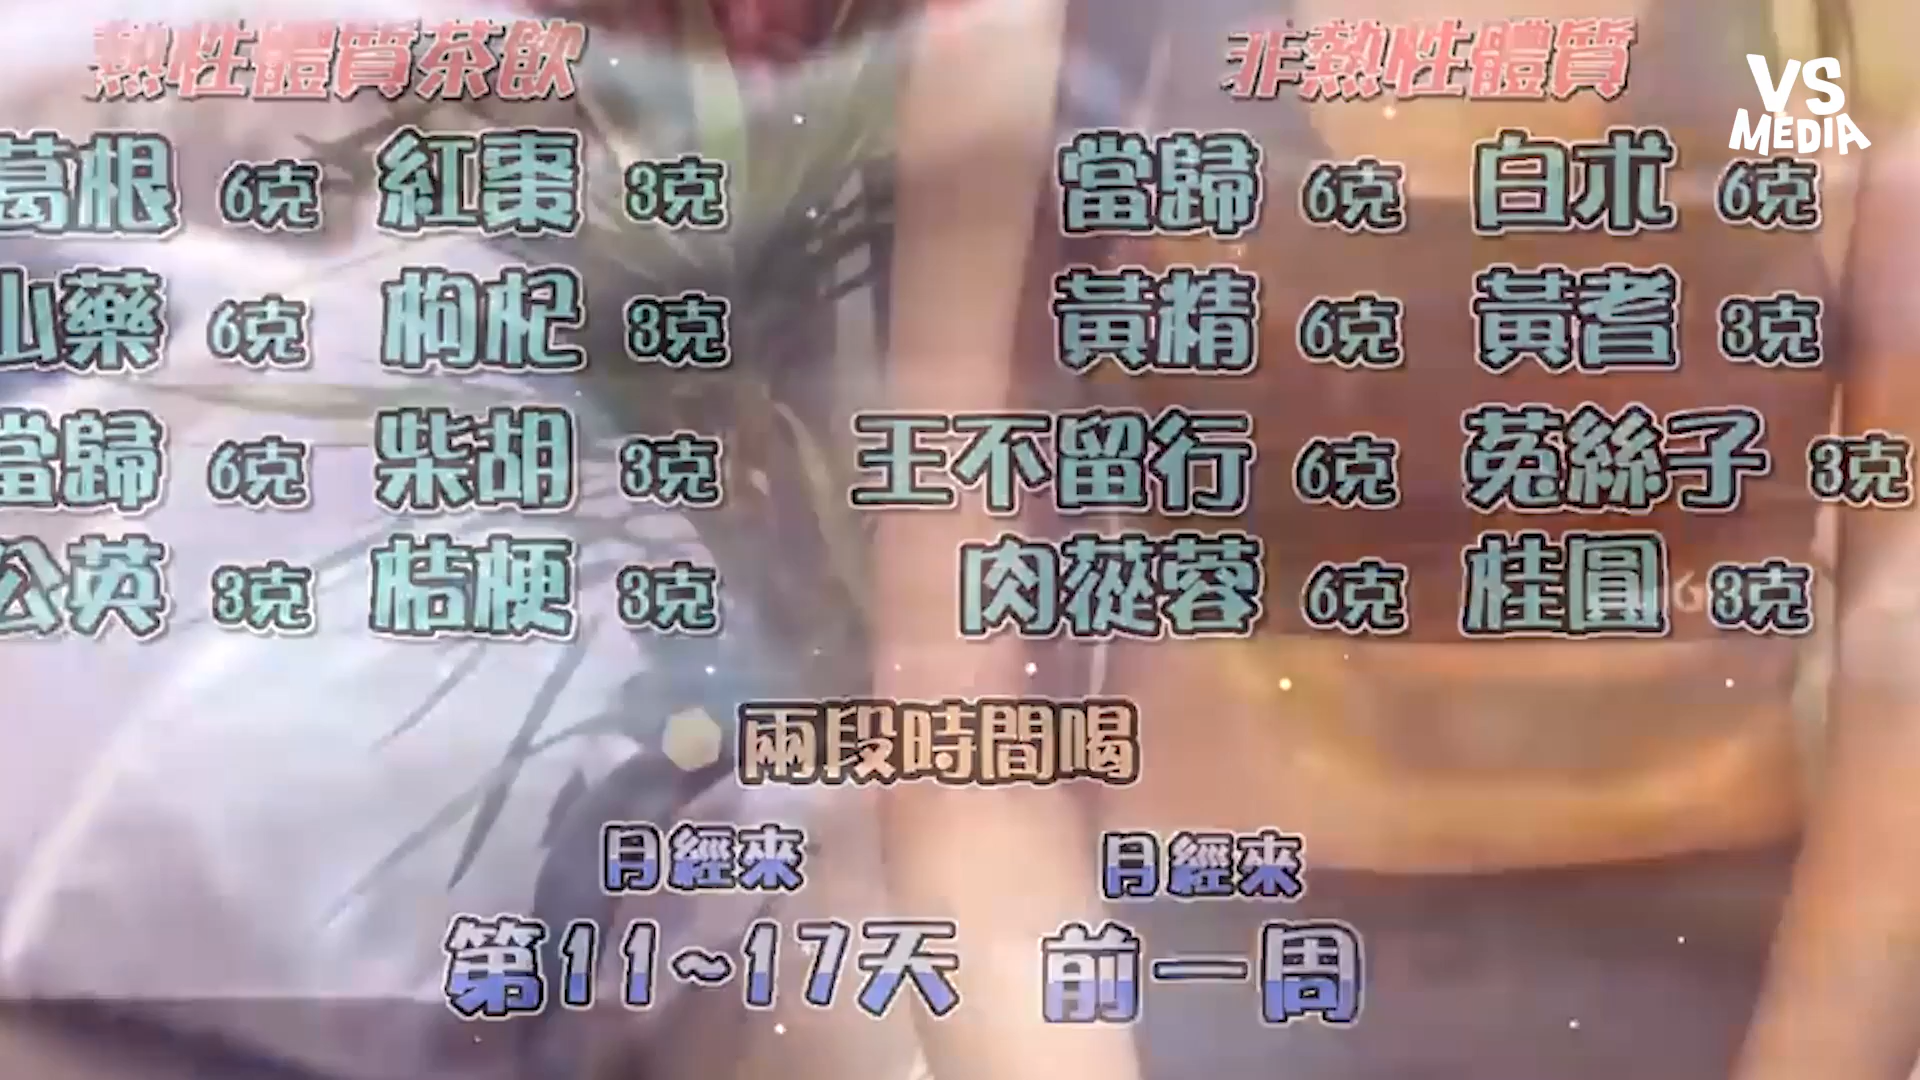 熱性體質茶飲
葛根 6克 紅棗 3克
山藥 6克 枸杞 3克
當歸 6克 柴胡 3克
公英 3克 桔梗 3克
非熱性體質
當歸 6克 白朮 6克
黃精 6克 黃耆 3克
王不留行 6克 菟絲子 3克
肉蓯蓉 6克 桂圓 3克
兩段時間喝
月經來
第11~17天
月經來
前一周
VS
MEDIA